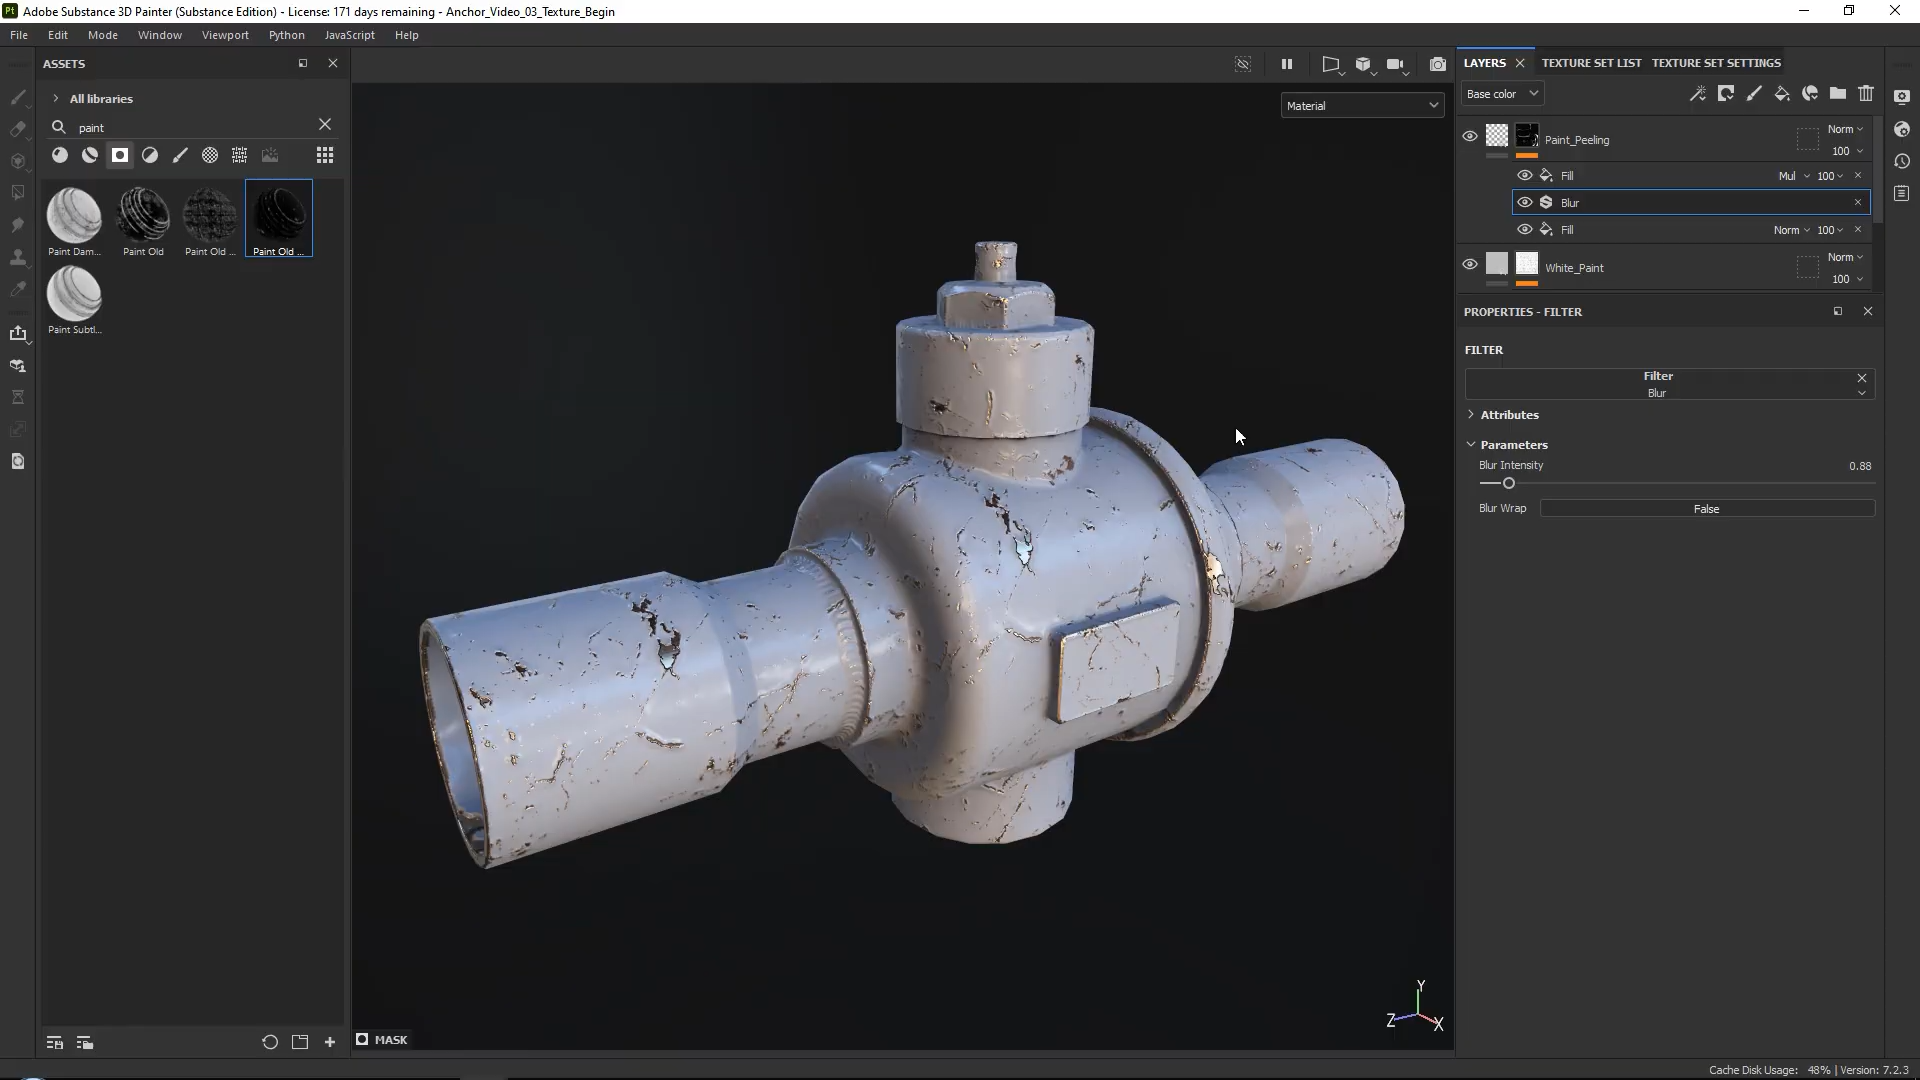 Pt Adobe Substance 3D Painter (Substance Edition) - License: 171 days remaining - Anchor_Video_03_Texture_Begin
File Edit Mode Window Viewport Python JavaScript Help
ASSETS
All libraries
paint
Paint Dam...
Paint Old
Paint Old ...
Paint Old ...
Paint Subtl...
Material
MASK
Y
Z
X
LAYERS TEXTURE SET LIST TEXTURE SET SETTINGS
Base color
Paint_Peeling Norm
100
Fill Mul 100
Blur
Fill Norm 100
White_Paint Norm
100
PROPERTIES - FILTER
FILTER
Filter
Blur
Attributes
Parameters
Blur Intensity 0.88
Blur Wrap False
Cache Disk Usage: 48% | Version: 7.2.3